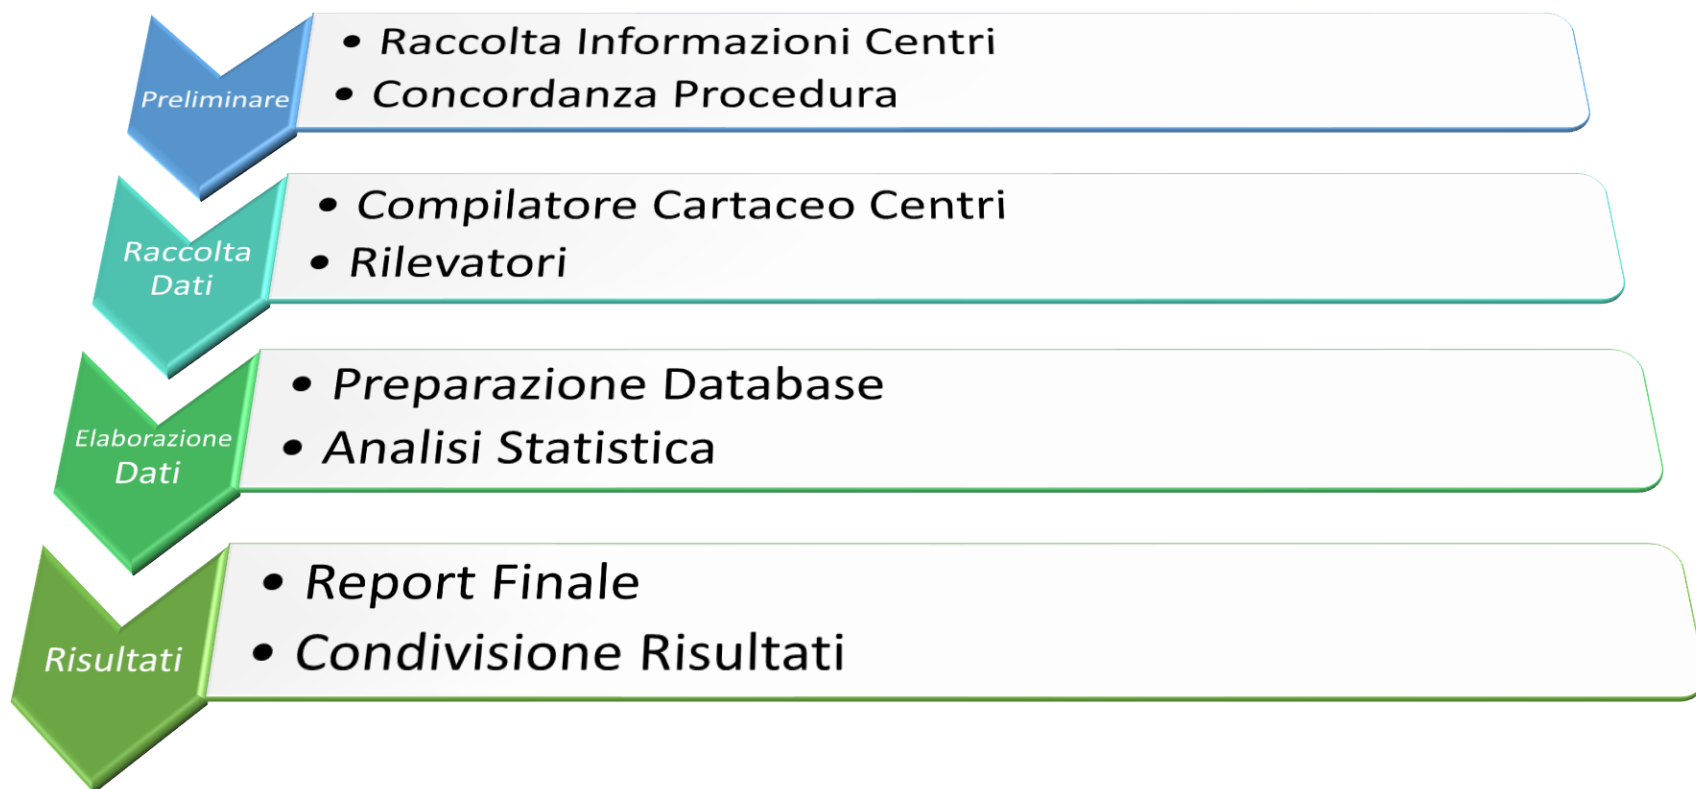 Preliminare
• Raccolta Informazioni Centri
• Concordanza Procedura
Raccolta
Dati
• Compilatore Cartaceo Centri
• Rilevatori
Elaborazione
Dati
• Preparazione Database
• Analisi Statistica
Risultati
• Report Finale
• Condivisione Risultati